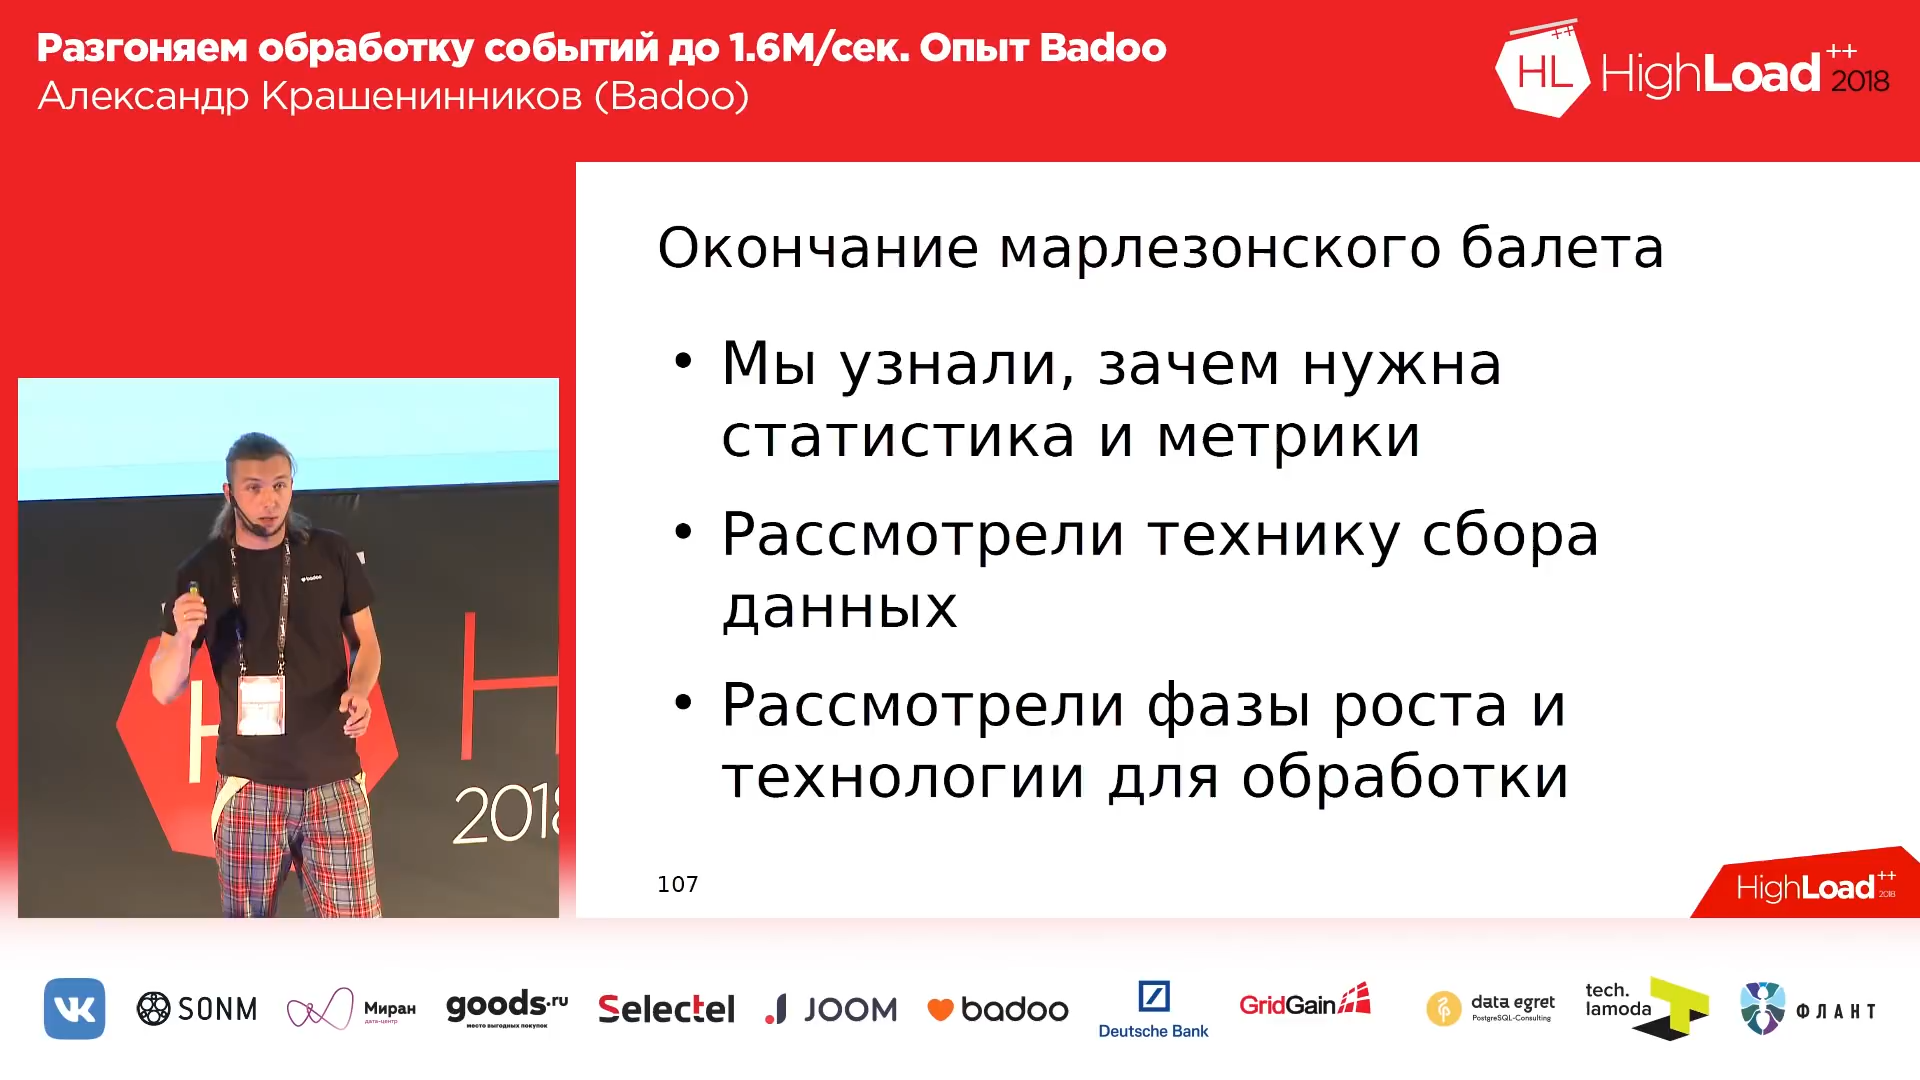 Разгоняем обработку событий до 1.6М/сек. Опыт Badoo
Александр Крашенинников (Badoo)
HL++
HighLoad++ 2018
Окончание марлезонского балета
• Мы узнали, зачем нужна
статистика и метрики
• Рассмотрели технику сбора
данных
• Рассмотрели фазы роста и
технологии для обработки
107
HighLoad++ 2018
badoo
H
H
2018
VK
SONM
Миран
дата-центр
goods.ru
место выгодных покупок
Selectel
JOOM
badoo
Deutsche Bank
GridGain
data egret
PostgreSQL-Consulting
tech.
lamoda
ФЛАНТ